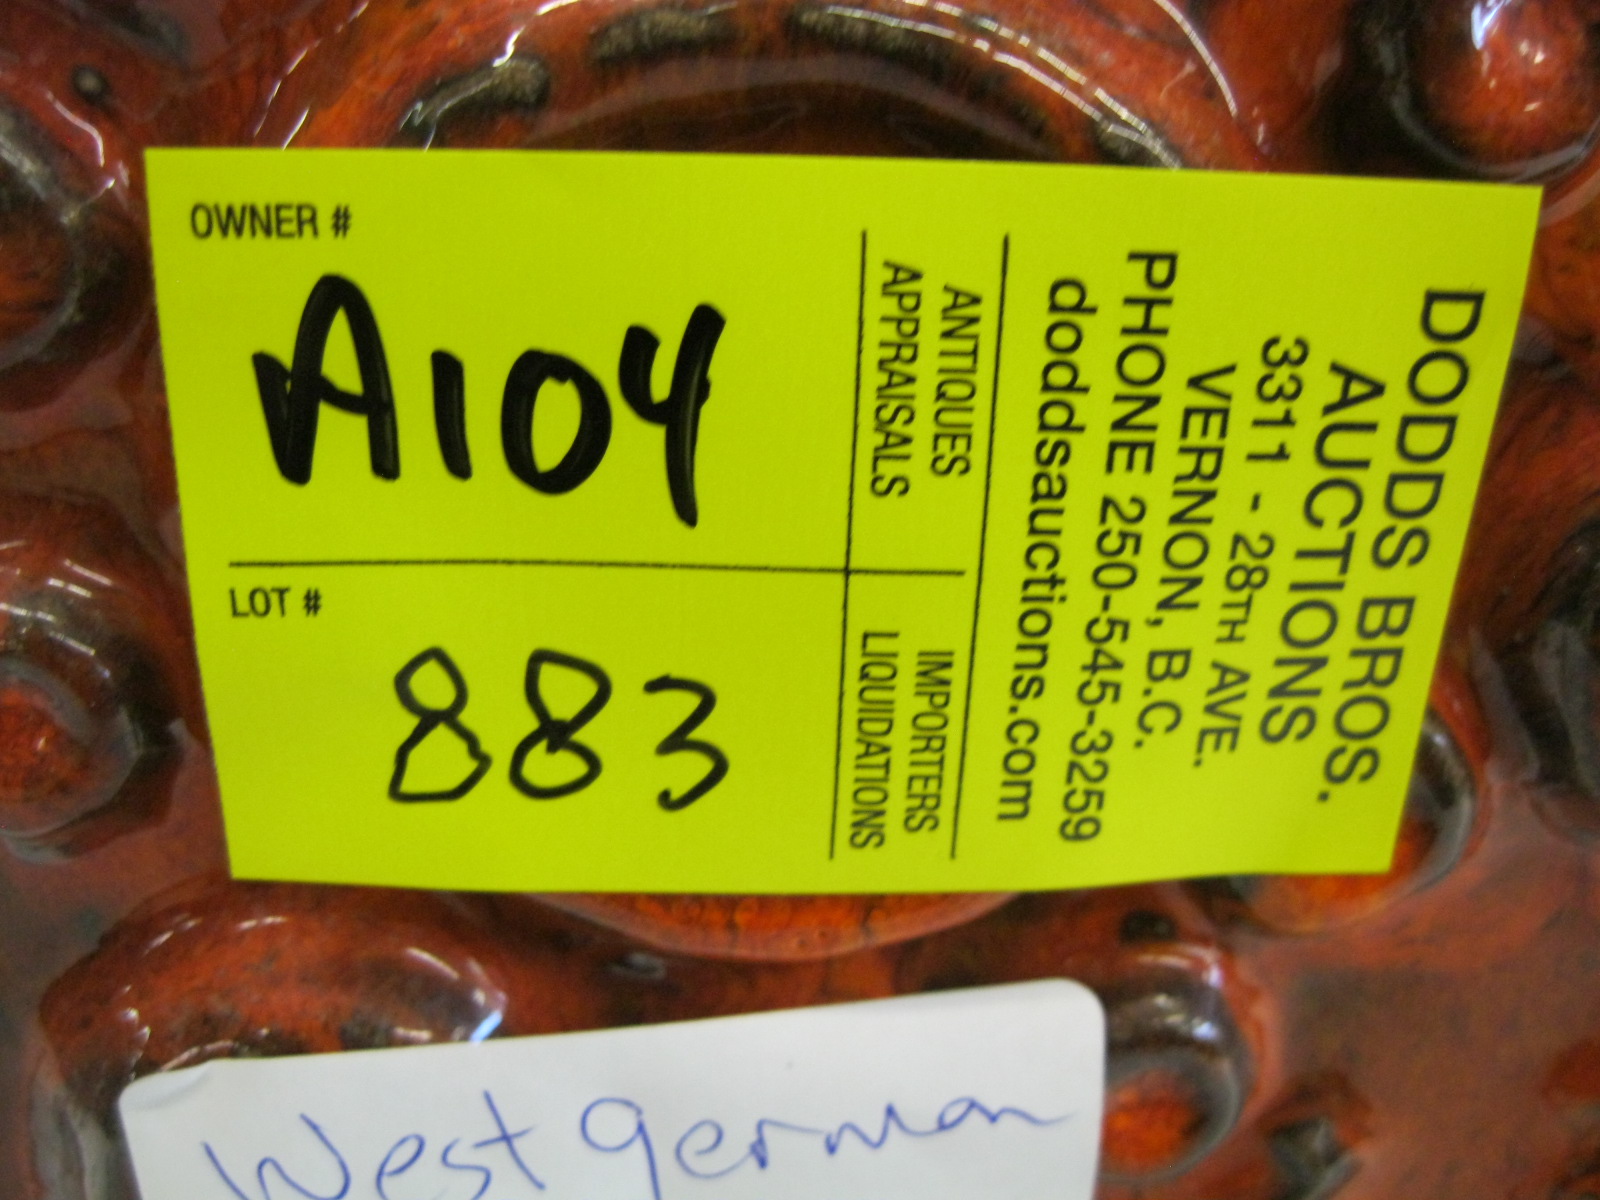 OWNER #
A104
LOT #
883
ANTIQUES
APPRAISALS
IMPORTERS
LIQUIDATIONS
DODDS BROS.
AUCTIONS
3311 - 28TH AVE.
VERNON, B.C.
PHONE 250-545-3259
doddsauctions.com
West german